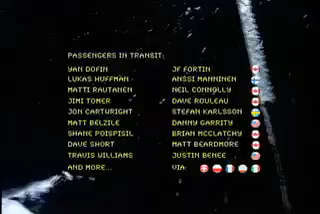 PASSENGERS IN TRANSIT:
YAN DOFIN JF FORTIN
LUKAS HUFFMAN ANSSI MANNINEN
MATTI RAUTANEN NEIL CONNOLLY
JIMI TOMER DAVE ROULEAU
JON CARTWRIGHT STEFAN KARLSSON
MATT BELZILE DANNY GARRITY
SHANE POISPISIL BRIAN MCCLATCHY
DAVE SHORT MATT BEARDMORE
TRAVIS WILLIAMS JUSTIN BENEE
AND MORE... VIA: